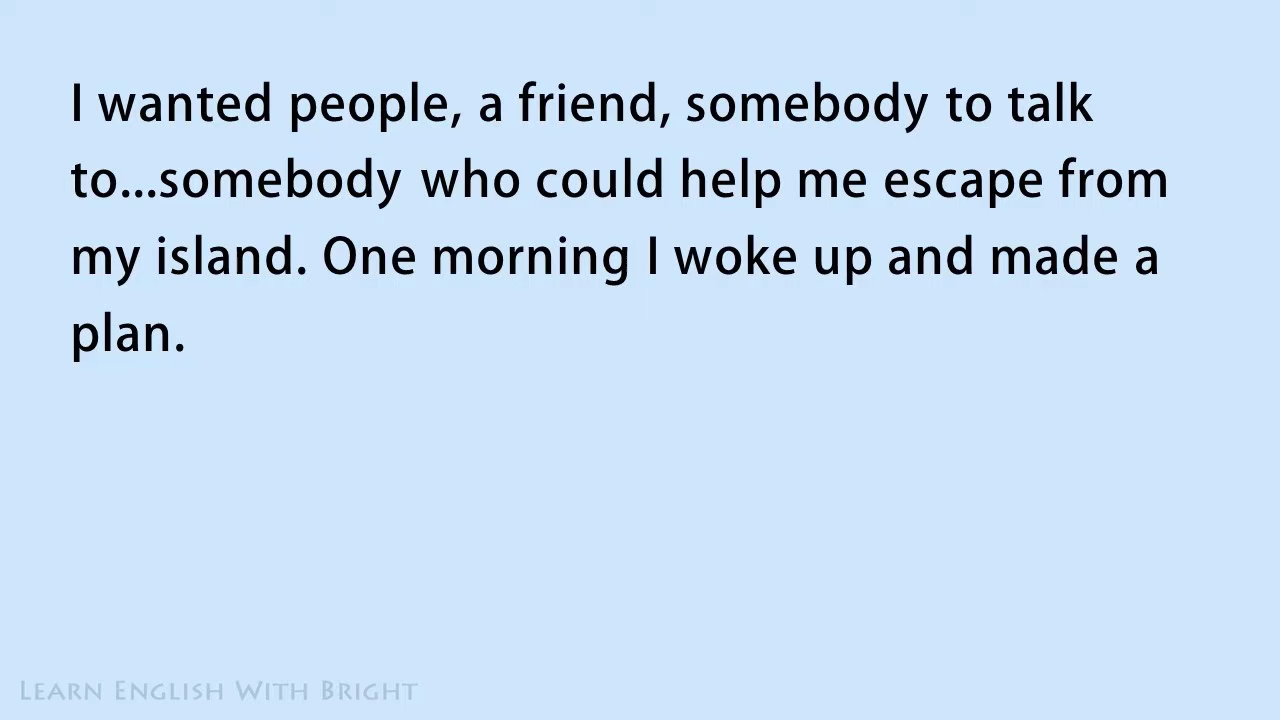 I wanted people, a friend, somebody to talk
to...somebody who could help me escape from
my island. One morning I woke up and made a
plan.
LEARN ENGLISH WITH BRIGHT